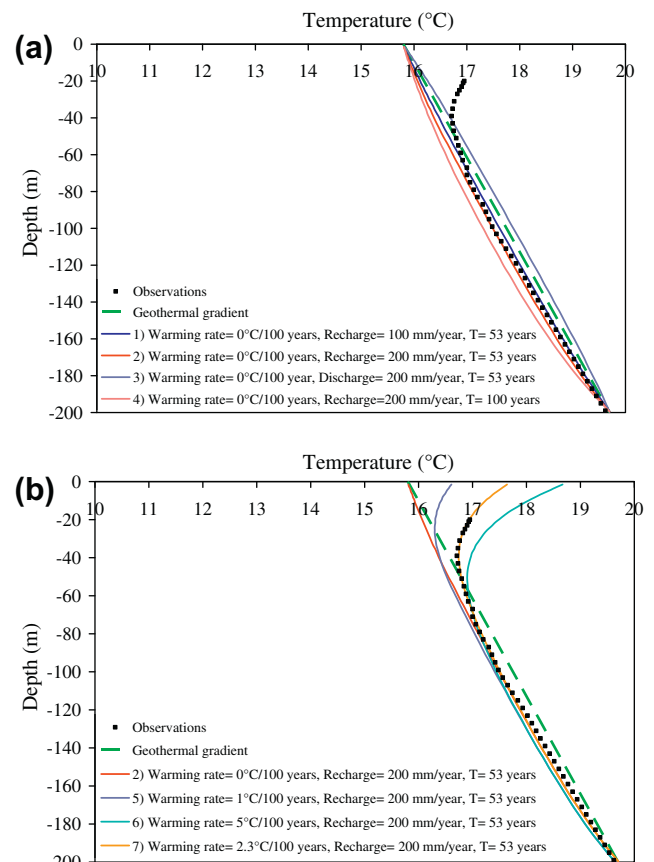 Temperature (°C)
(a)
10 11 12 13 14 15 16 17 18 19 20
0
-20
-40
-60
-80
-100
-120
-140
-160
-180
-200
Depth (m)
Observations
Geothermal gradient
1) Warming rate= 0°C/100 years, Recharge= 100 mm/year, T= 53 years
2) Warming rate= 0°C/100 years, Recharge= 200 mm/year, T= 53 years
3) Warming rate= 0°C/100 year, Discharge= 200 mm/year, T= 53 years
4) Warming rate= 0°C/100 years, Recharge=200 mm/year, T= 100 years
Temperature (°C)
(b)
10 11 12 13 14 15 16 17 18 19 20
0
-20
-40
-60
-80
-100
-120
-140
-160
-180
-200
Depth (m)
Observations
Geothermal gradient
2) Warming rate= 0°C/100 years, Recharge= 200 mm/year, T= 53 years
5) Warming rate= 1°C/100 years, Recharge= 200 mm/year, T= 53 years
6) Warming rate= 5°C/100 years, Recharge= 200 mm/year, T= 53 years
7) Warming rate= 2.3°C/100 years, Recharge= 200 mm/year, T= 53 years